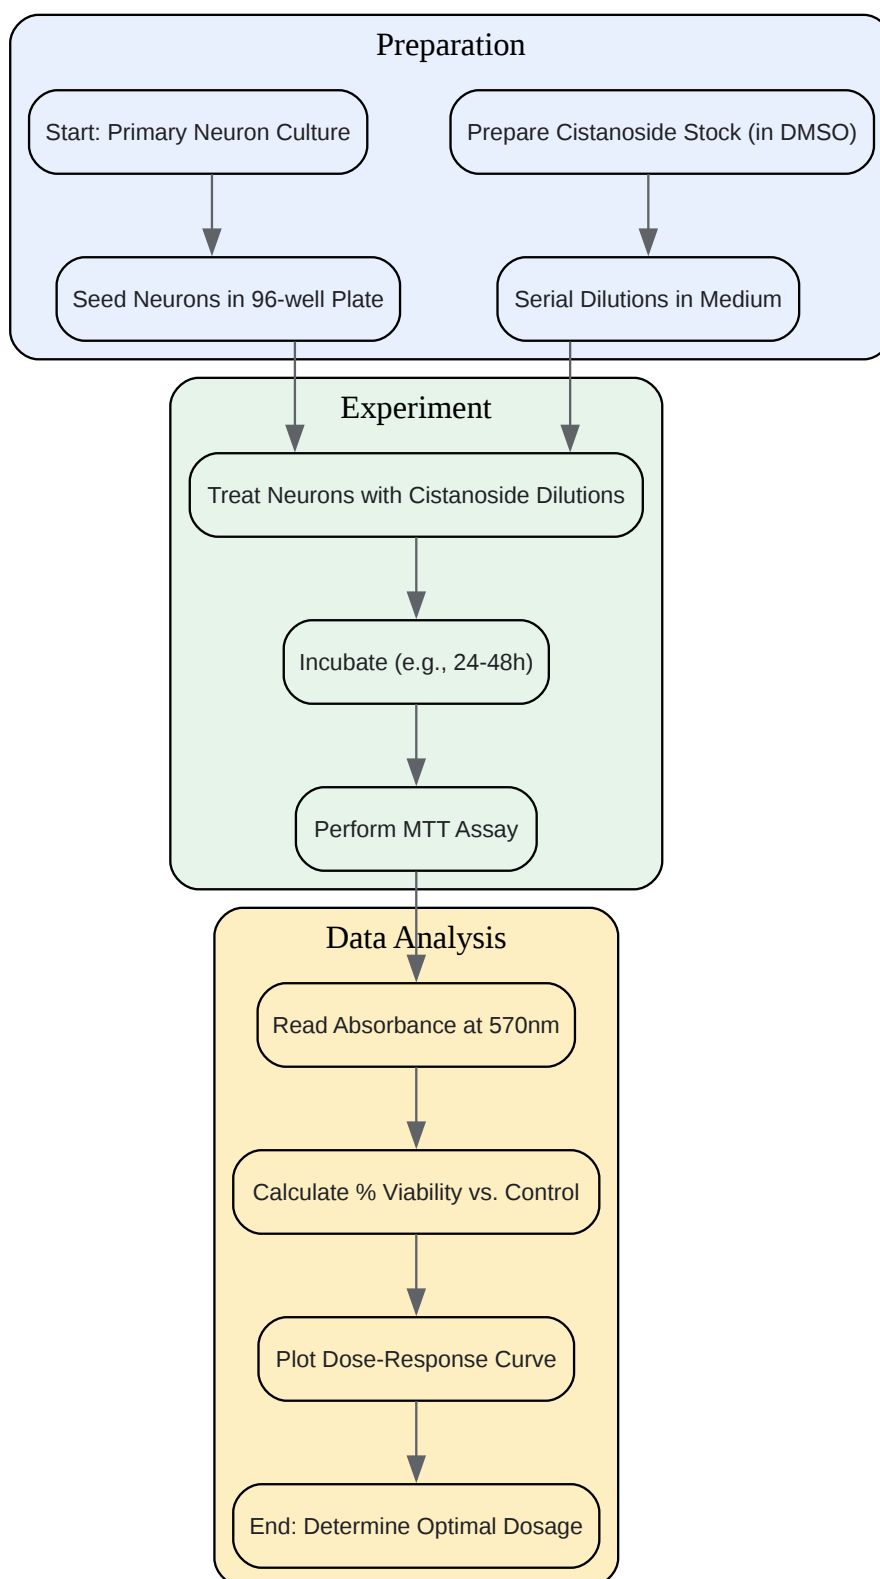 Preparation
Start: Primary Neuron Culture
Prepare Cistanoside Stock (in DMSO)
Seed Neurons in 96-well Plate
Serial Dilutions in Medium
Experiment
Treat Neurons with Cistanoside Dilutions
Incubate (e.g., 24-48h)
Perform MTT Assay
Data Analysis
Read Absorbance at 570nm
Calculate % Viability vs. Control
Plot Dose-Response Curve
End: Determine Optimal Dosage